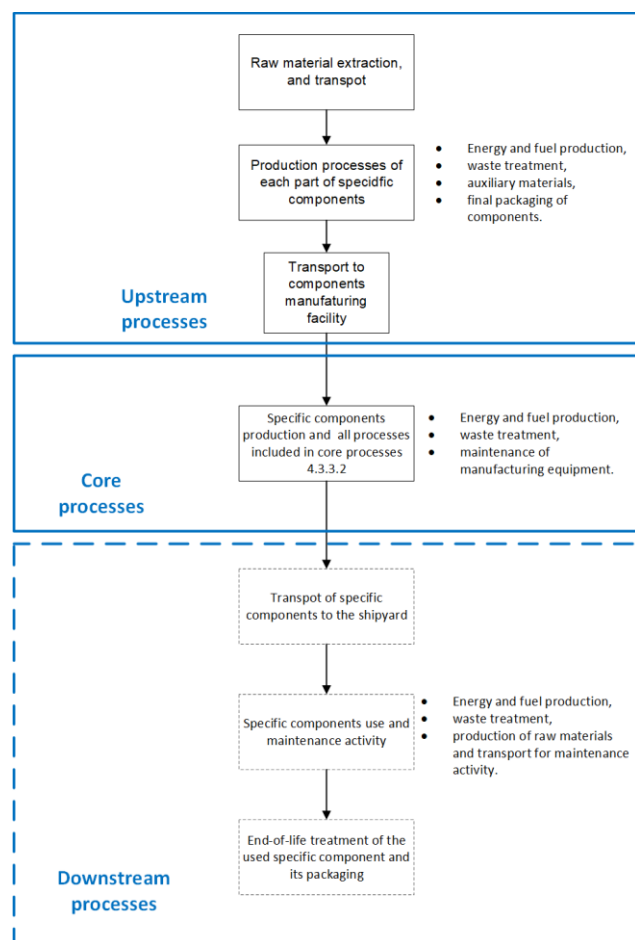 Raw material extraction,
and transpot
Production processes of
each part of specidfic
components
• Energy and fuel production,
• waste treatment,
• auxiliary materials,
• final packaging of
components.
Transport to
components
manufaturing
facility
Upstream
processes
Specific components
production and all processes
included in core processes
4.3.3.2
• Energy and fuel production,
• waste treatment,
• maintenance of
manufacturing equipment.
Core
processes
Transpot of specific
components to the shipyard
Specific components use and
maintenance activity
• Energy and fuel production,
• waste treatment,
• production of raw materials
and transport for maintenance
activity.
End-of-life treatment of the
used specific component and
its packaging
Downstream
processes